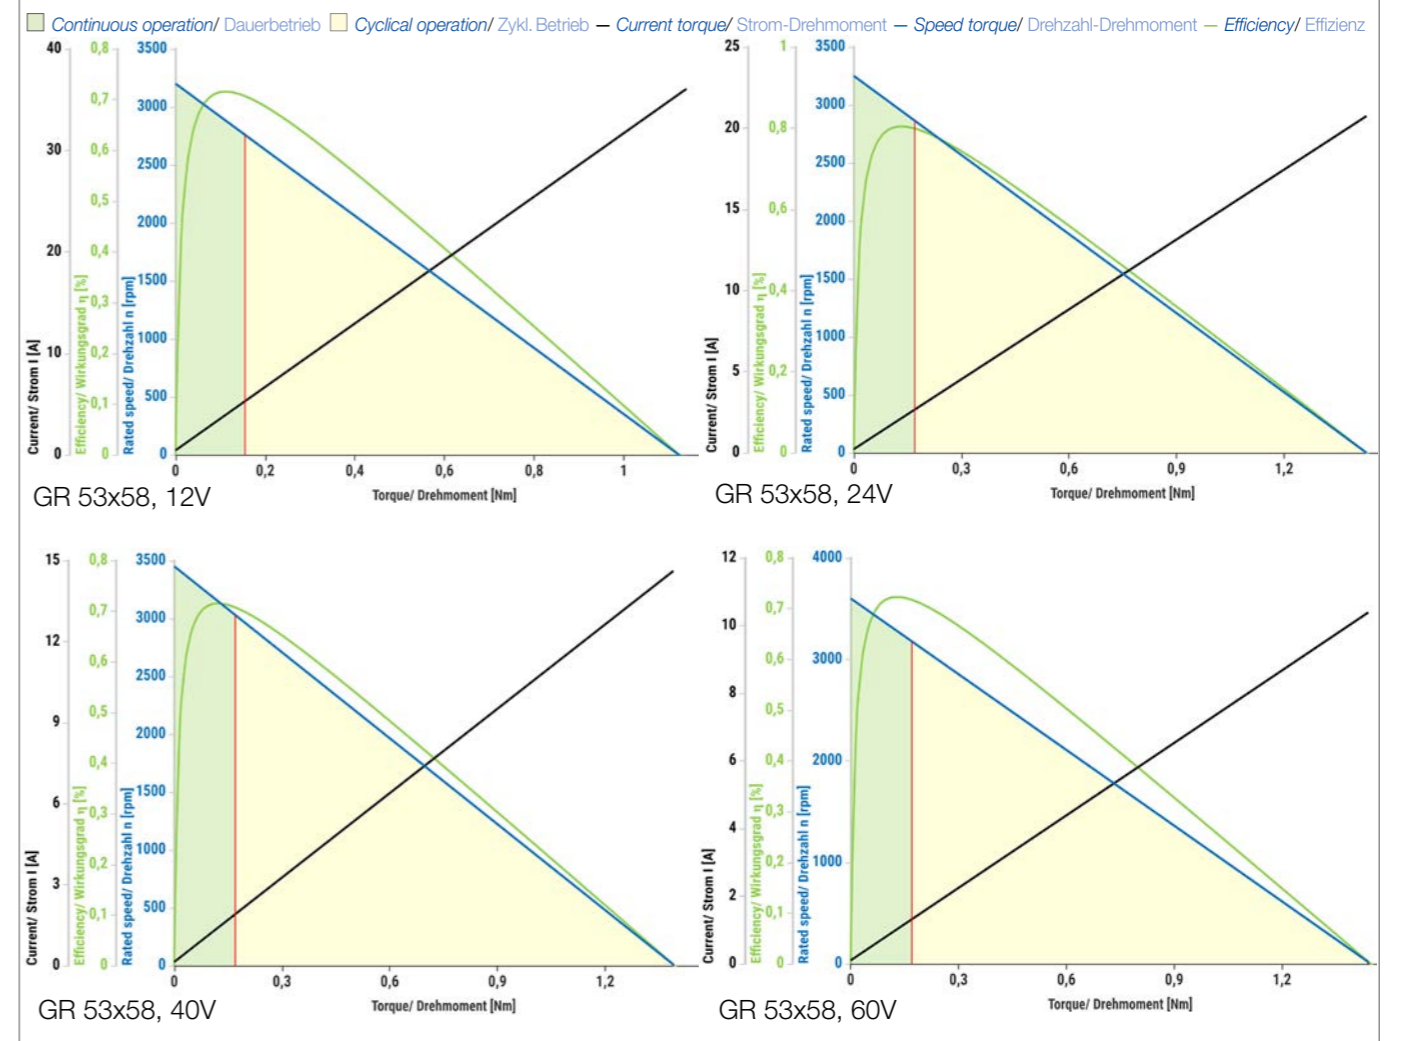 Continuous operation/ Dauerbetrieb Cyclical operation/ Zykl. Betrieb — Current torque/ Strom-Drehmoment — Speed torque/ Drehzahl-Drehmoment — Efficiency/ Effizienz
40 30 20 10 0
Current/ Strom I [A]
0,8 0,7 0,6 0,5 0,4 0,3 0,2 0,1 0
Efficiency/ Wirkungsgrad η [%]
3500 3000 2500 2000 1500 1000 500 0
Rated speed/ Drehzahl n [rpm]
0 0,2 0,4 0,6 0,8 1
Torque/ Drehmoment [Nm]
GR 53x58, 12V
25 20 15 10 5 0
Current/ Strom I [A]
1 0,8 0,6 0,4 0,2 0
Efficiency/ Wirkungsgrad η [%]
3500 3000 2500 2000 1500 1000 500 0
Rated speed/ Drehzahl n [rpm]
0 0,3 0,6 0,9 1,2
Torque/ Drehmoment [Nm]
GR 53x58, 24V
15 12 9 6 3 0
Current/ Strom I [A]
0,8 0,7 0,6 0,5 0,4 0,3 0,2 0,1 0
Efficiency/ Wirkungsgrad η [%]
3500 3000 2500 2000 1500 1000 500 0
Rated speed/ Drehzahl n [rpm]
0 0,3 0,6 0,9 1,2
Torque/ Drehmoment [Nm]
GR 53x58, 40V
12 10 8 6 4 2 0
Current/ Strom I [A]
0,8 0,7 0,6 0,5 0,4 0,3 0,2 0,1 0
Efficiency/ Wirkungsgrad η [%]
4000 3000 2000 1000 0
Rated speed/ Drehzahl n [rpm]
0 0,3 0,6 0,9 1,2
Torque/ Drehmoment [Nm]
GR 53x58, 60V